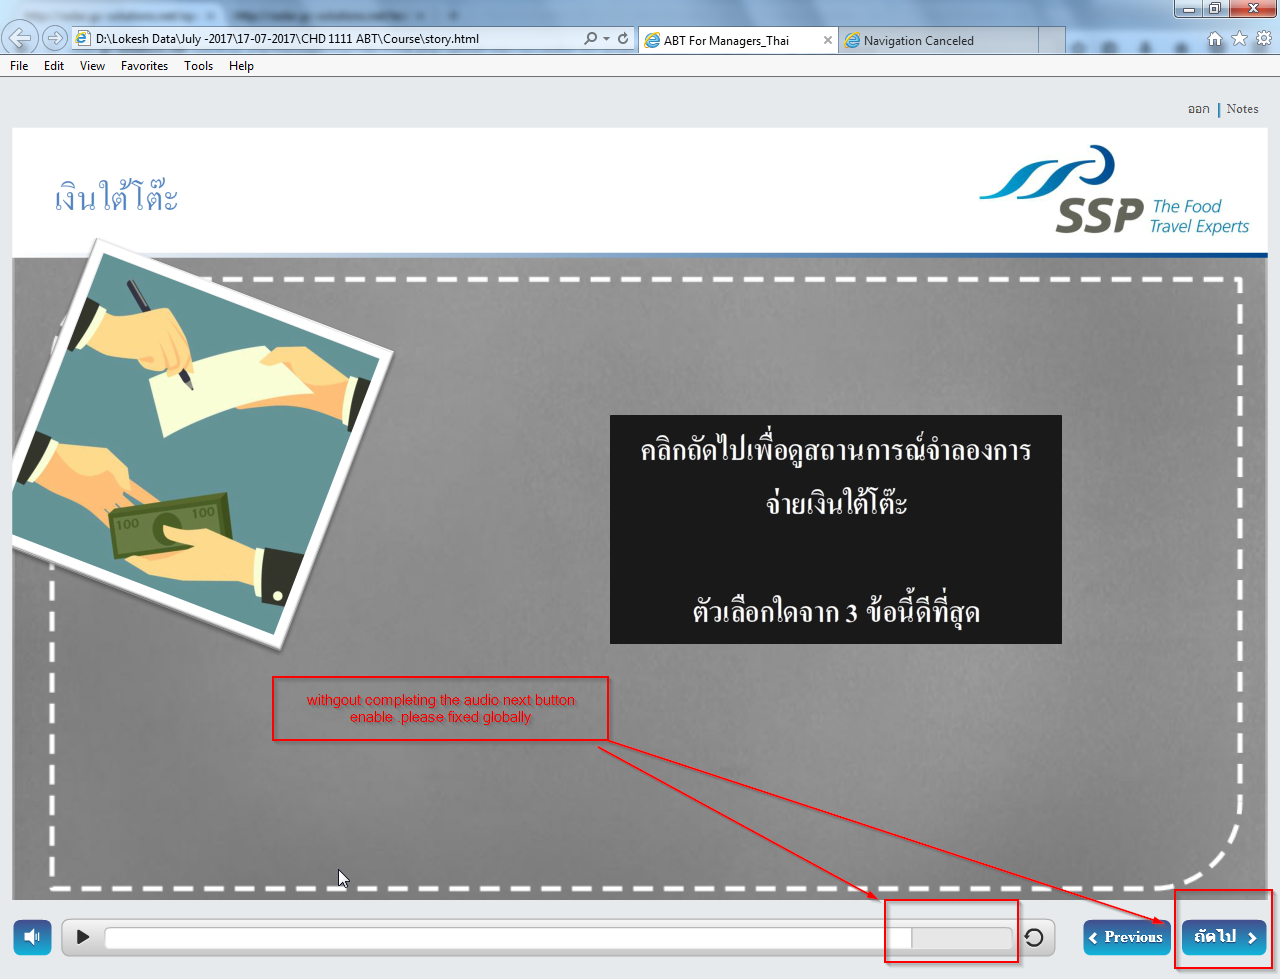 D:\Lokesh Data\July -2017\17-07-2017\CHD 1111 ABT\Course\story.html
ABT For Managers_Thai
Navigation Canceled
File Edit View Favorites Tools Help
ออก | Notes
เงินใต้โต๊ะ
SSP The Food
Travel Experts
100 100
คลิกถัดไปเพื่อดูสถานการณ์จำลองการ
จ่ายเงินใต้โต๊ะ
ตัวเลือกใดจาก 3 ข้อนี้ดีที่สุด
withgout completing the audio next button
enable .please fixed globally
Previous
ถัดไป